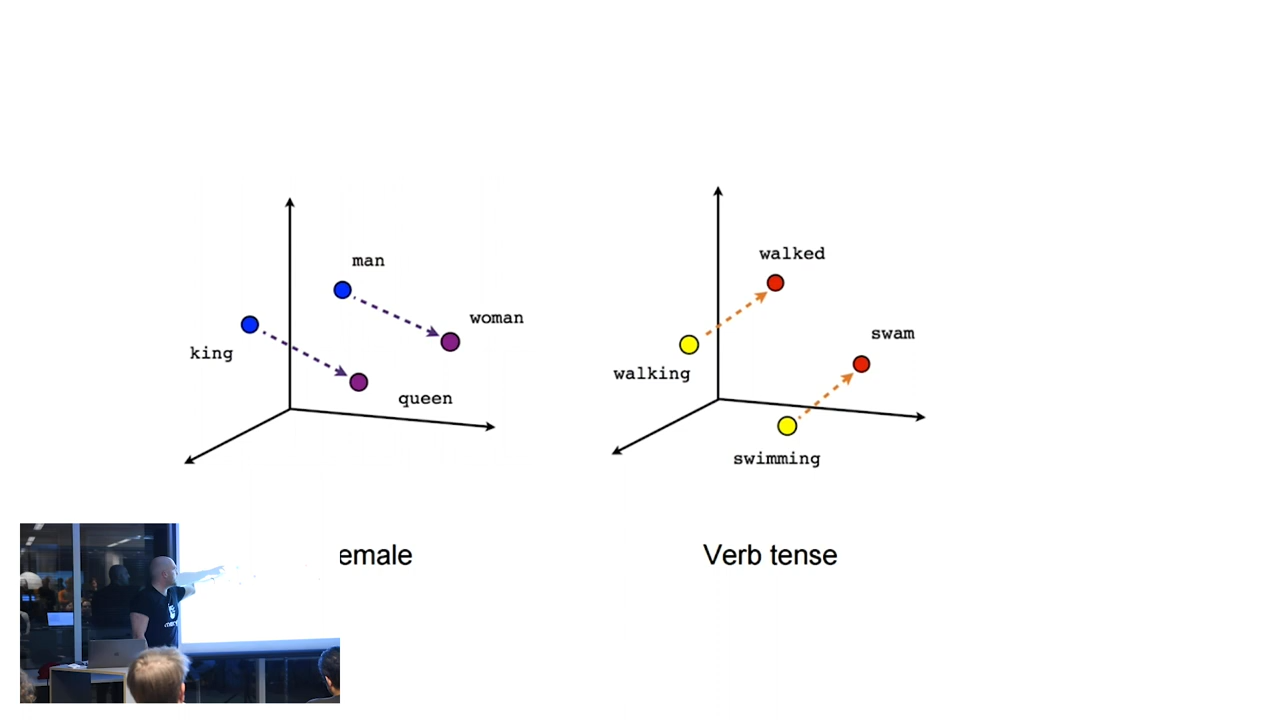 man
woman
king
queen
walked
swam
walking
swimming
emale
Verb tense